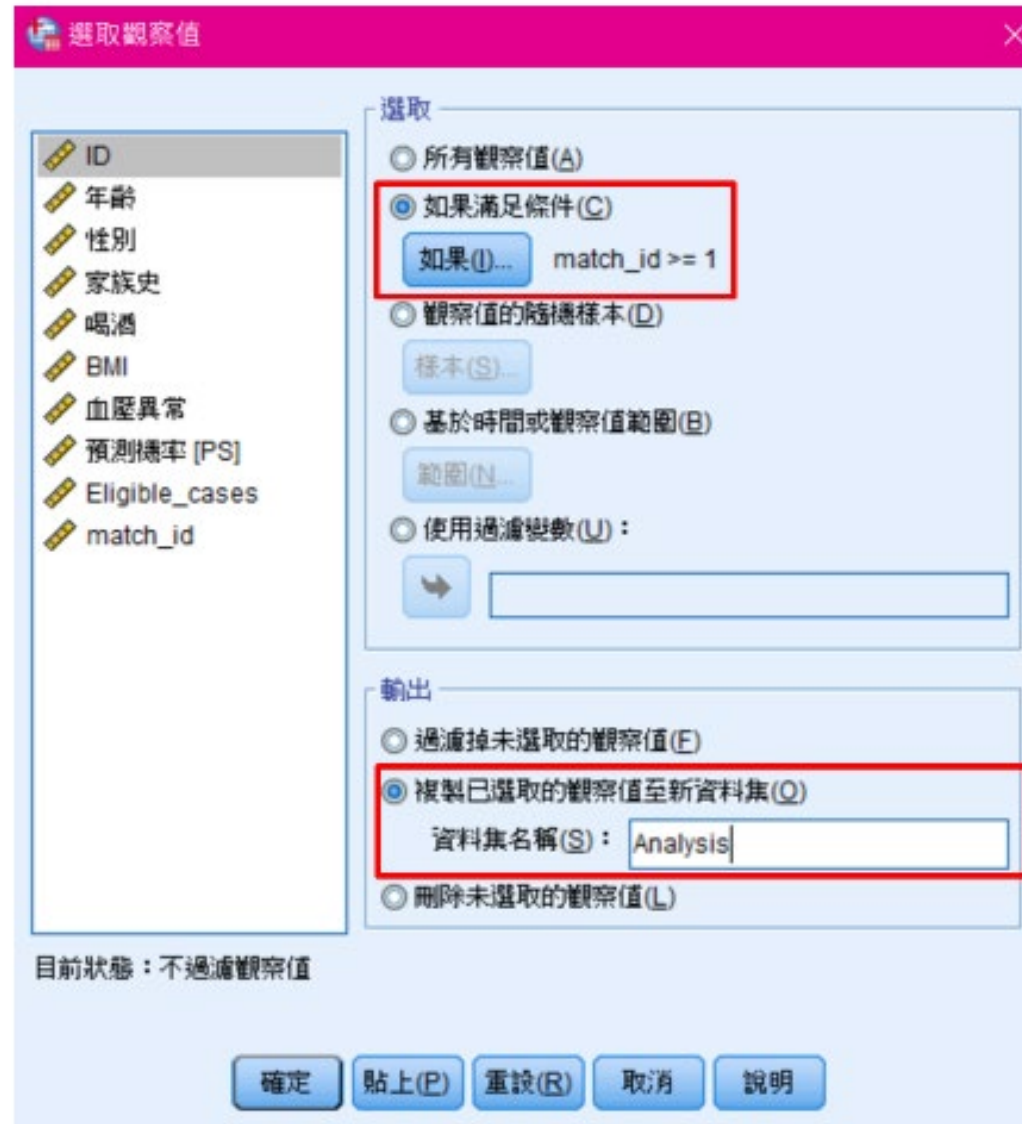 選取觀察值
ID
年齡
性別
家族史
喝酒
BMI
血壓異常
預測機率 [PS]
Eligible_cases
match_id
選取
所有觀察值(A)
如果滿足條件(C)
如果(I)... match_id >= 1
觀察值的隨機樣本(D)
樣本(S)...
基於時間或觀察值範圍(B)
範圍(N...
使用過濾變數(U)：
輸出
過濾掉未選取的觀察值(F)
複製已選取的觀察值至新資料集(O)
資料集名稱(S)： Analysis
刪除未選取的觀察值(L)
目前狀態：不過濾觀察值
確定 貼上(P) 重設(R) 取消 說明